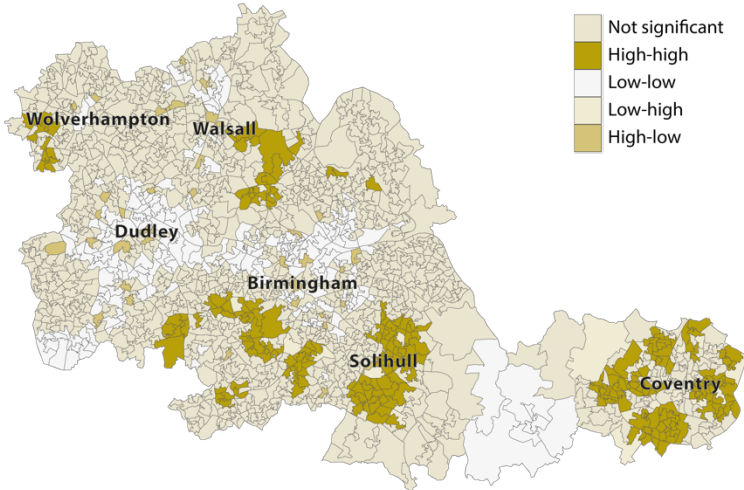 Not significant
High-high
Low-low
Low-high
High-low
Wolverhampton
Walsall
Dudley
Birmingham
Solihull
Coventry